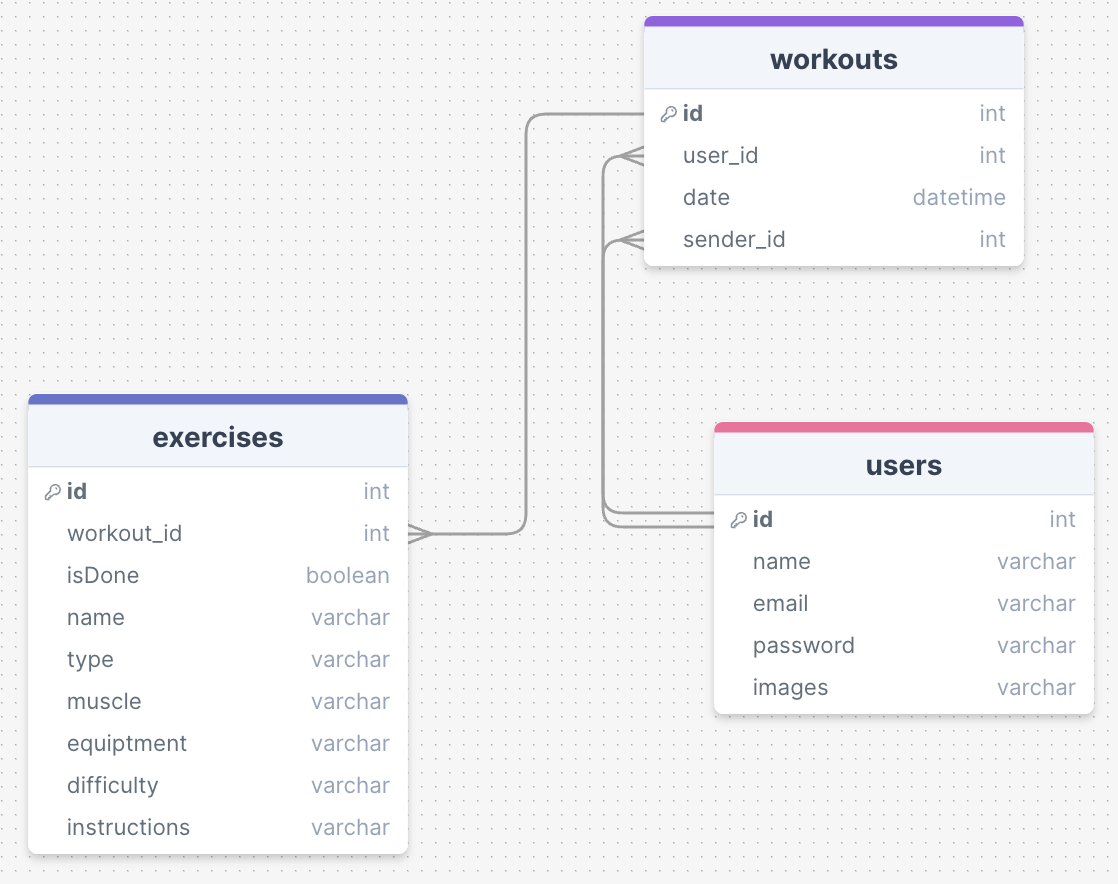 workouts
id int
user_id int
date datetime
sender_id int
exercises
id int
workout_id int
isDone boolean
name varchar
type varchar
muscle varchar
equiptment varchar
difficulty varchar
instructions varchar
users
id int
name varchar
email varchar
password varchar
images varchar